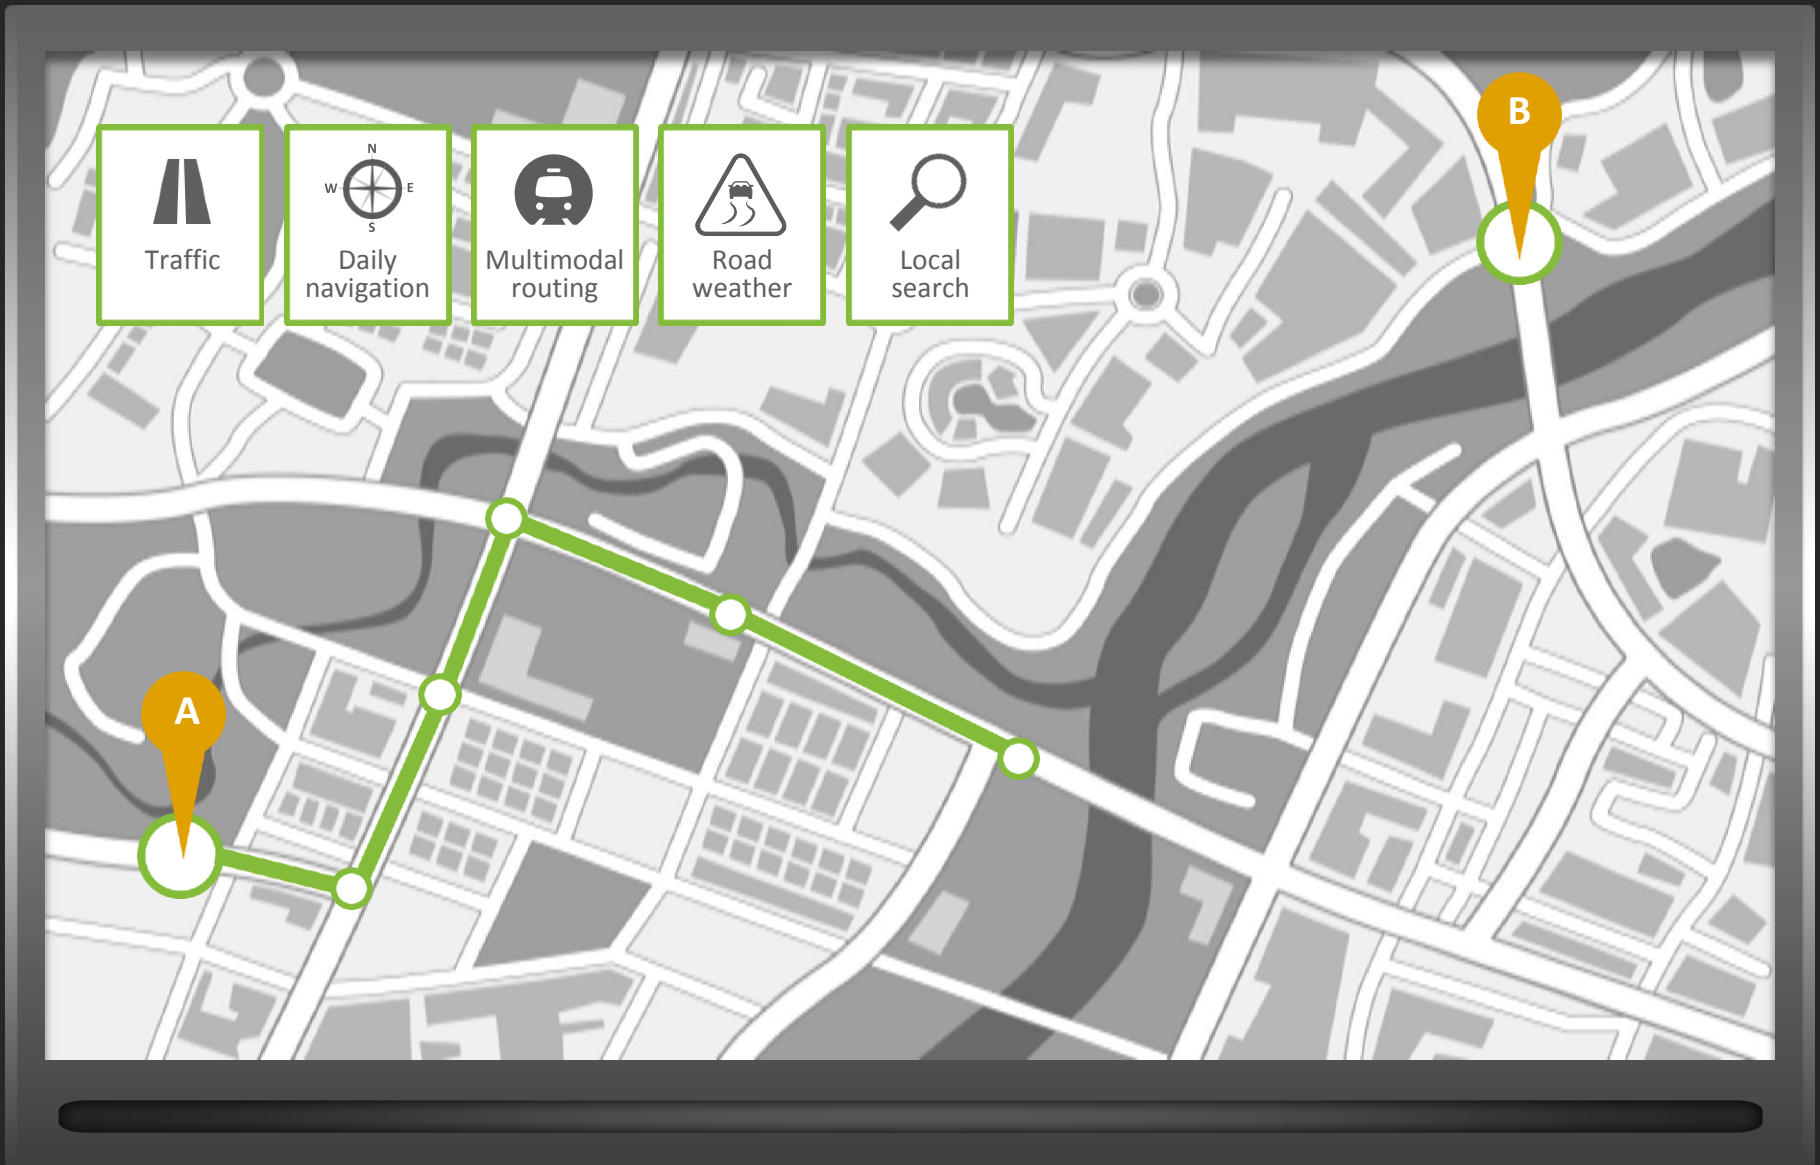 B
Traffic
N
W E
S
Daily
navigation
Multimodal
routing
Road
weather
Local
search
A